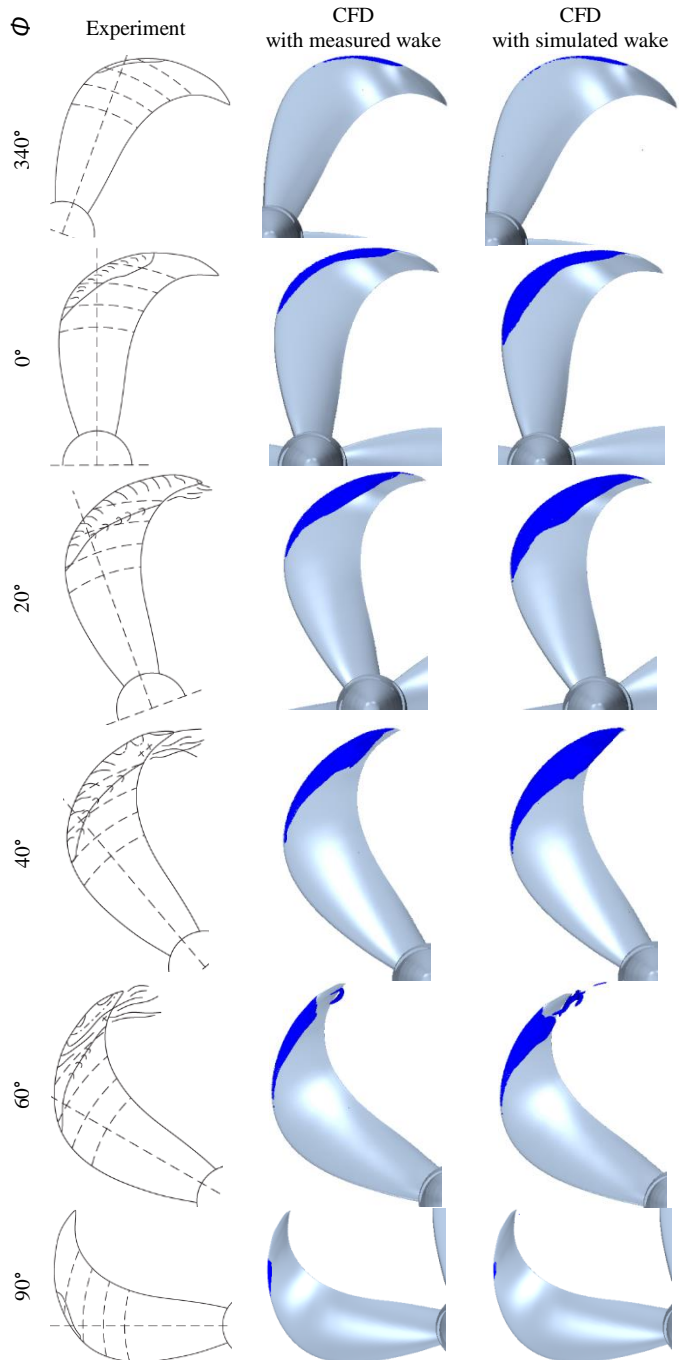 Φ
Experiment
CFD
with measured wake
CFD
with simulated wake
340°
0°
20°
40°
60°
90°